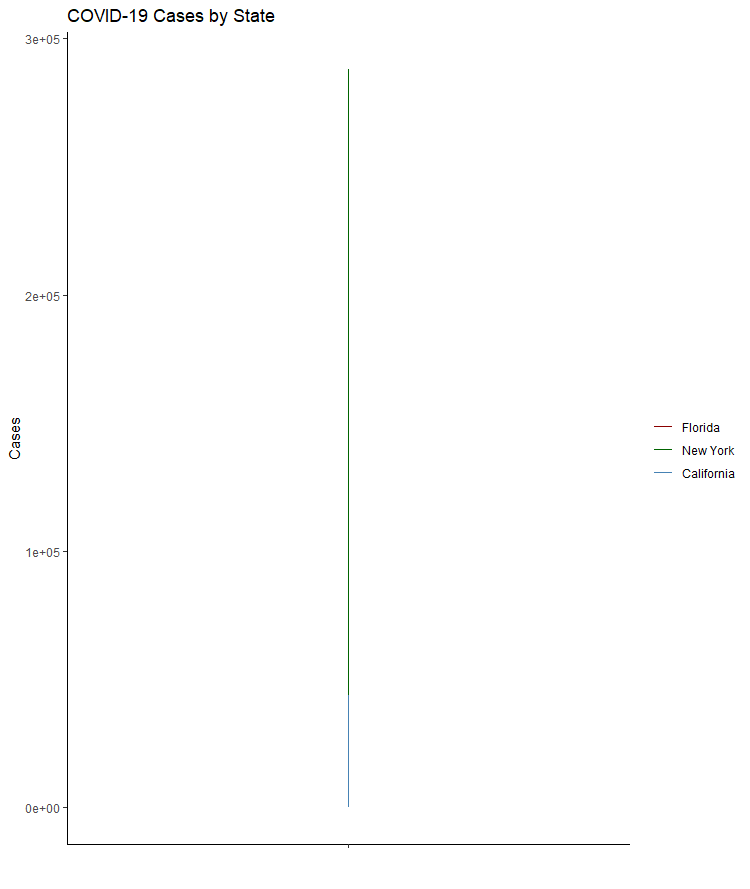 COVID-19 Cases by State
3e+05
2e+05
1e+05
0e+00
Cases
Florida
New York
California